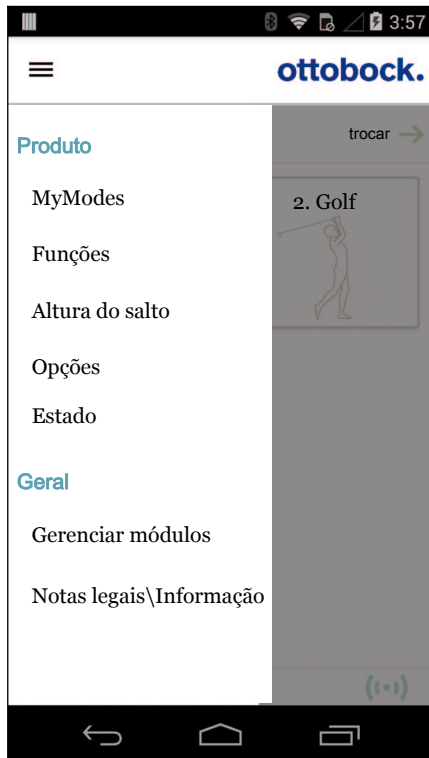 3:57
ottobock.
Produto
trocar
MyModes
2. Golf
Funções
Altura do salto
Opções
Estado
Geral
Gerenciar módulos
Notas legais\Informação